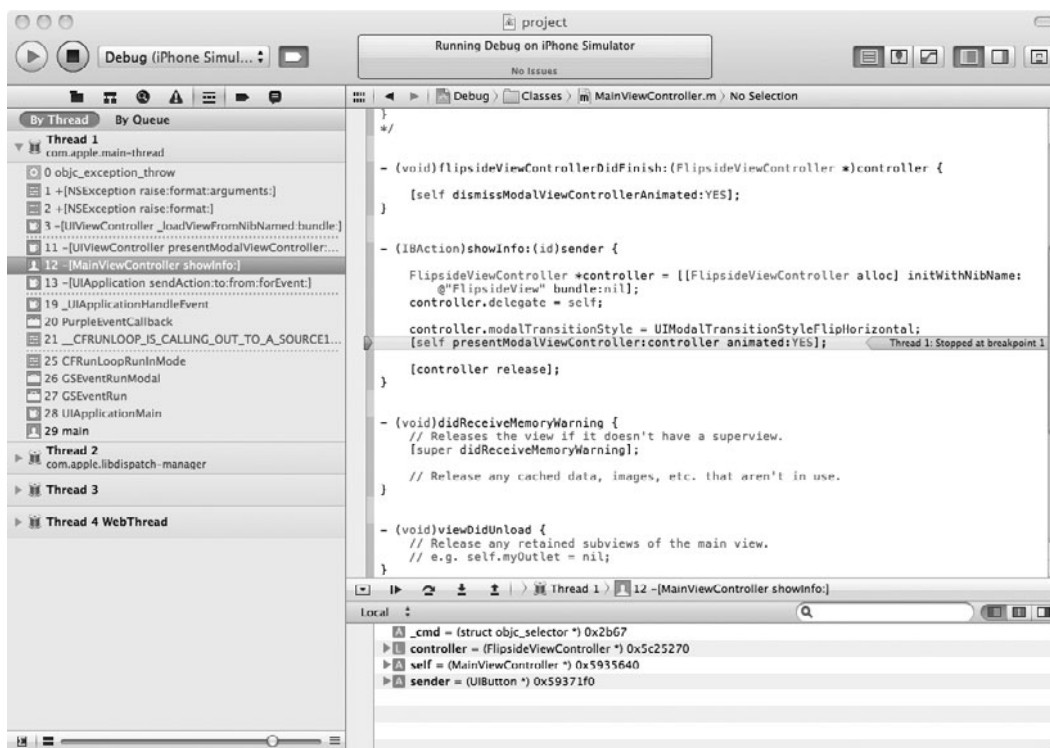 project
Debug (iPhone Simul...
Running Debug on iPhone Simulator
No Issues
Debug
Classes
MainViewController.m
No Selection
By Thread
By Queue
Thread 1
com.apple.main-thread
0 objc_exception_throw
1 +[NSException raise:format:arguments:]
2 +[NSException raise:format:]
3 -[UIViewController _loadViewFromNibNamed:bundle:]
11 -[UIViewController presentModalViewController:...
12 -[MainViewController showInfo:]
13 -[UIApplication sendAction:to:from:forEvent:]
19 _UIApplicationHandleEvent
20 PurpleEventCallback
21 __CFRUNLOOP_IS_CALLING_OUT_TO_A_SOURCE1...
25 CFRunLoopRunInMode
26 GSEventRunModal
27 GSEventRun
28 UIApplicationMain
29 main
Thread 2
com.apple.libdispatch-manager
Thread 3
Thread 4 WebThread
}
*/
- (void)flipsideViewControllerDidFinish:(FlipsideViewController *)controller {
[self dismissModalViewControllerAnimated:YES];
}
- (IBAction)showInfo:(id)sender {
FlipsideViewController *controller = [[FlipsideViewController alloc] initWithNibName:
@"FlipsideView" bundle:nil];
controller.delegate = self;
controller.modalTransitionStyle = UIModalTransitionStyleFlipHorizontal;
[self presentModalViewController:controller animated:YES];
Thread 1: Stopped at breakpoint 1
[controller release];
}
- (void)didReceiveMemoryWarning {
// Releases the view if it doesn't have a superview.
[super didReceiveMemoryWarning];
// Release any cached data, images, etc. that aren't in use.
}
- (void)viewDidUnload {
// Release any retained subviews of the main view.
// e.g. self.myOutlet = nil;
}
Thread 1
12 -[MainViewController showInfo:]
Local
A _cmd = (struct objc_selector *) 0x2b67
L controller = (FlipsideViewController *) 0x5c25270
A self = (MainViewController *) 0x5935640
A sender = (UIButton *) 0x59371f0